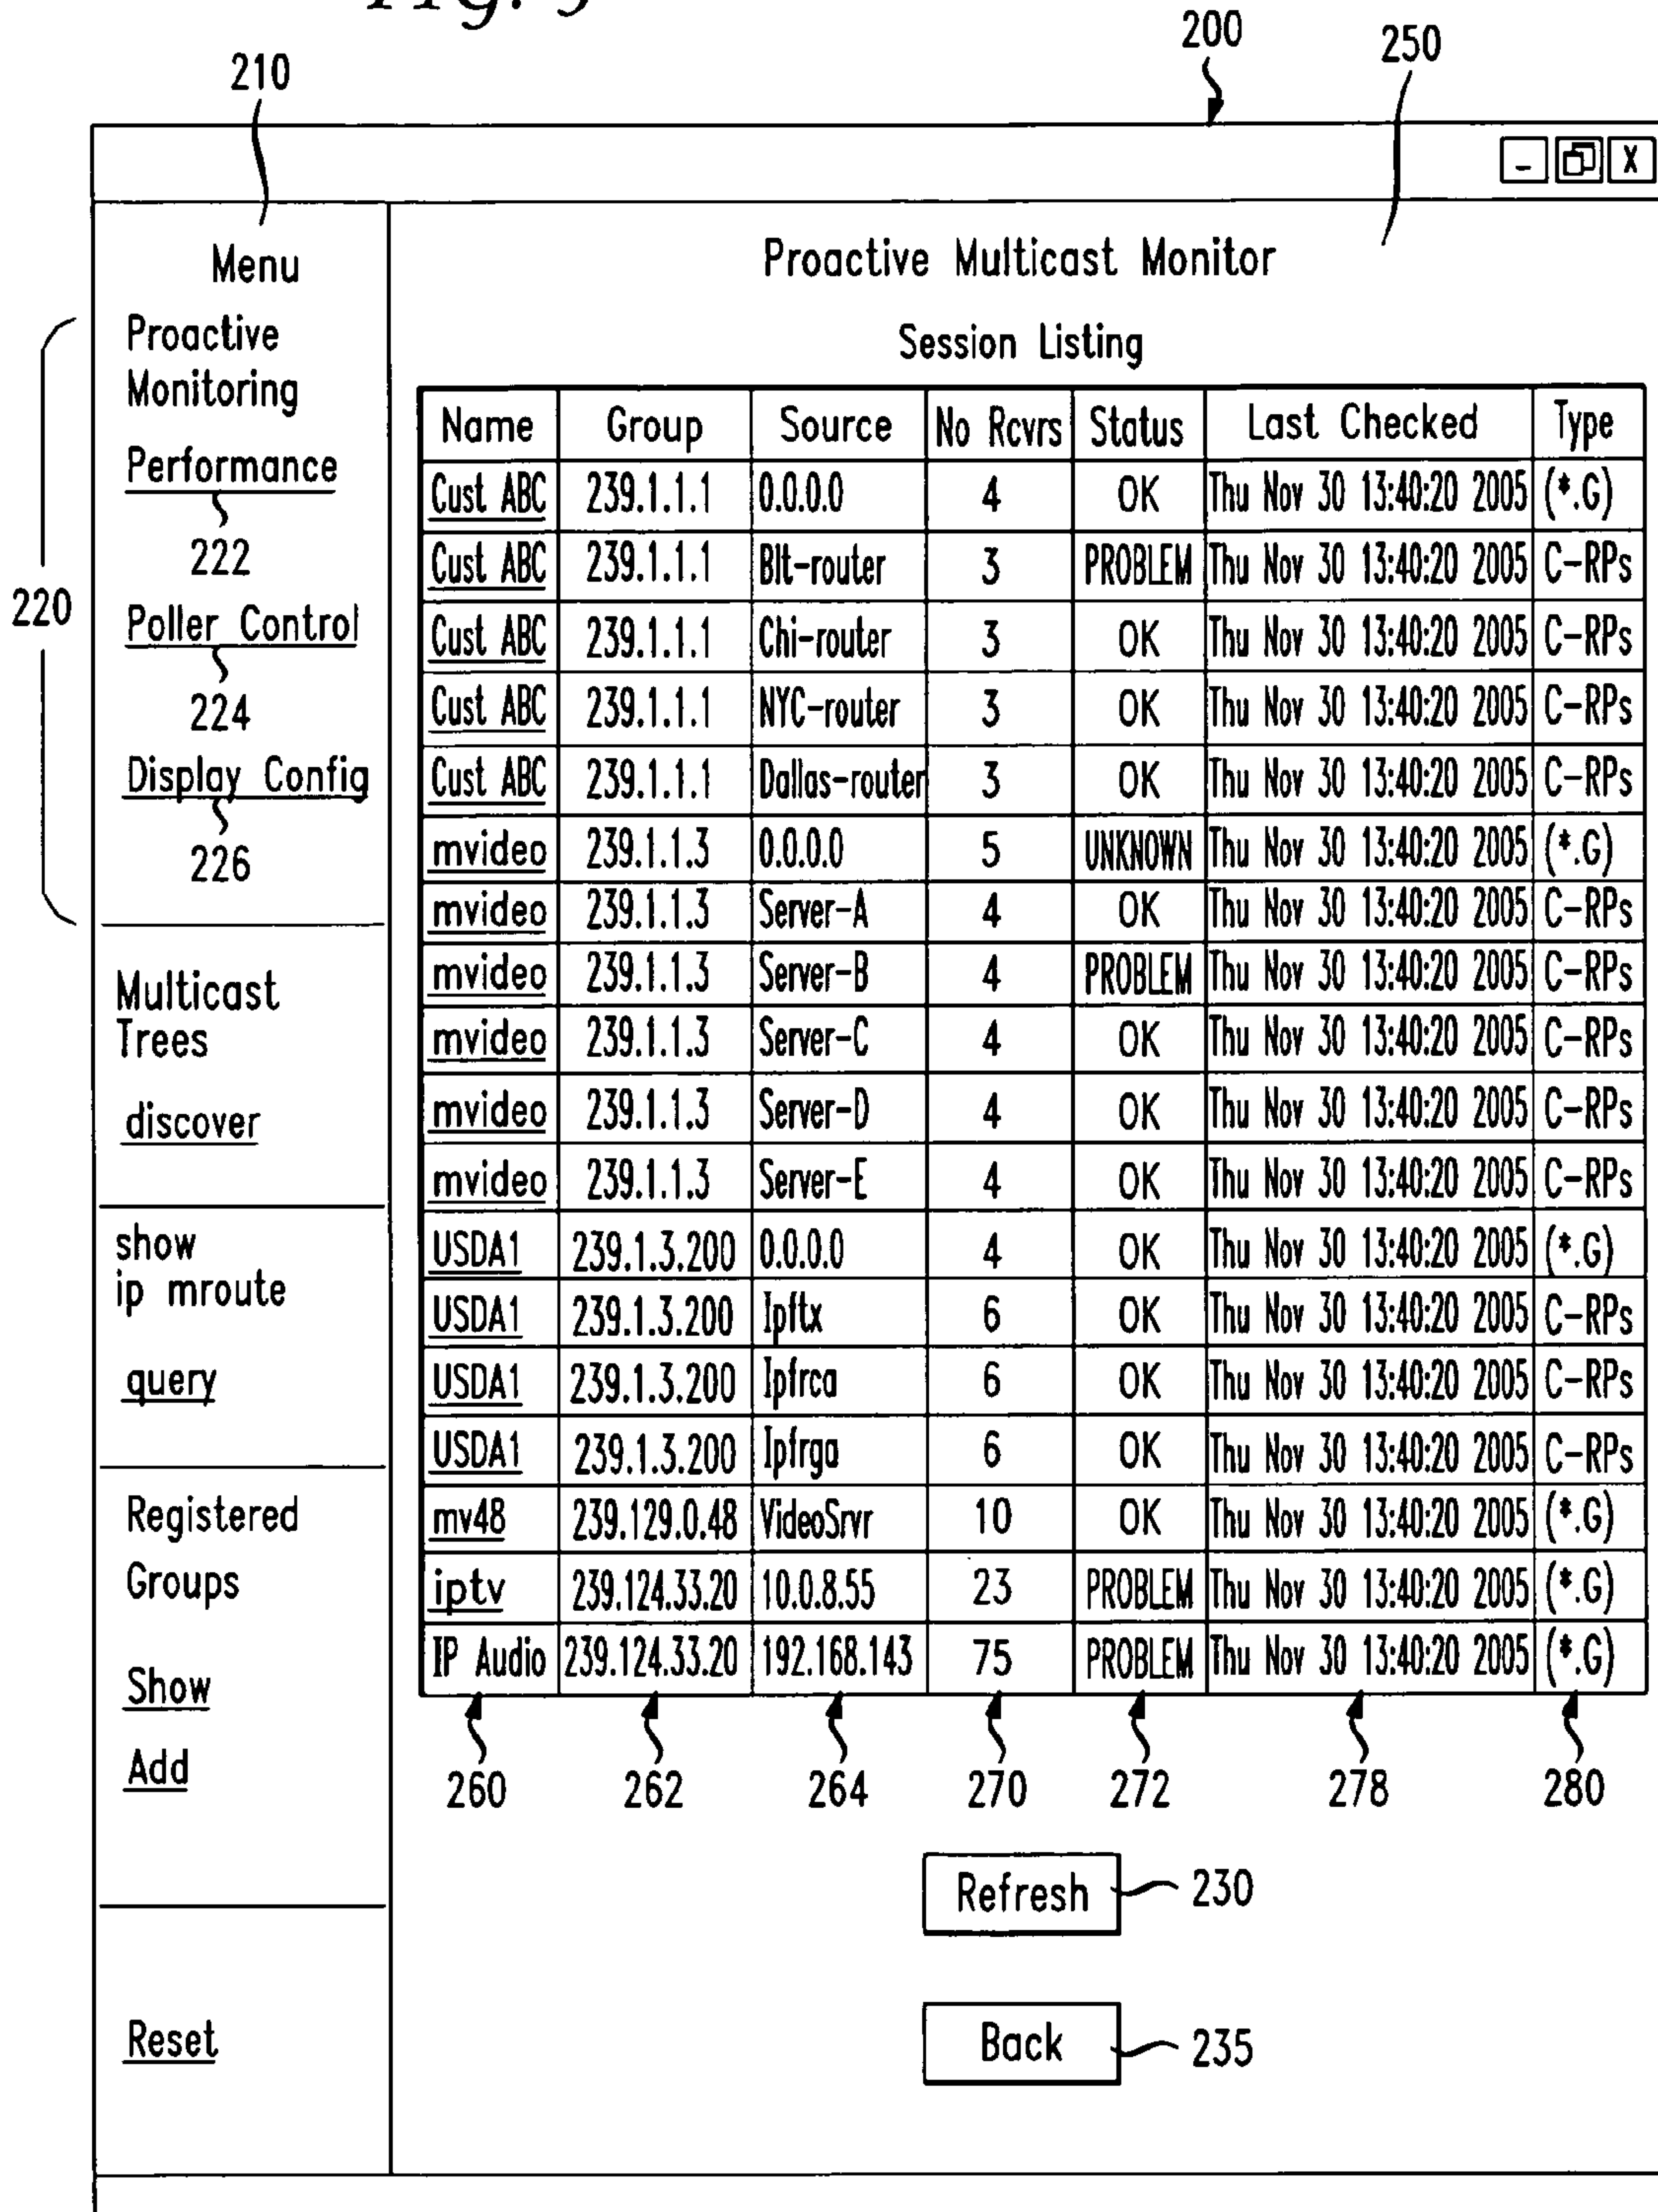 200
250
210
_ X
Menu
Proactive
Monitoring
Performance
222
220
Poller Control
224
Display Config
226
Multicast
Trees
discover
show
ip mroute
query
Registered
Groups
Show
Add
Reset
Proactive Multicast Monitor
Session Listing
Name Group Source No Rcvrs Status Last Checked Type
Cust ABC 239.1.1.1 0.0.0.0 4 OK Thu Nov 30 13:40:20 2005 (*.G)
Cust ABC 239.1.1.1 Blt-router 3 PROBLEM Thu Nov 30 13:40:20 2005 C-RPs
Cust ABC 239.1.1.1 Chi-router 3 OK Thu Nov 30 13:40:20 2005 C-RPs
Cust ABC 239.1.1.1 NYC-router 3 OK Thu Nov 30 13:40:20 2005 C-RPs
Cust ABC 239.1.1.1 Dallas-router 3 OK Thu Nov 30 13:40:20 2005 C-RPs
mvideo 239.1.1.3 0.0.0.0 5 UNKNOWN Thu Nov 30 13:40:20 2005 (*.G)
mvideo 239.1.1.3 Server-A 4 OK Thu Nov 30 13:40:20 2005 C-RPs
mvideo 239.1.1.3 Server-B 4 PROBLEM Thu Nov 30 13:40:20 2005 C-RPs
mvideo 239.1.1.3 Server-C 4 OK Thu Nov 30 13:40:20 2005 C-RPs
mvideo 239.1.1.3 Server-D 4 OK Thu Nov 30 13:40:20 2005 C-RPs
mvideo 239.1.1.3 Server-E 4 OK Thu Nov 30 13:40:20 2005 C-RPs
USDA1 239.1.3.200 0.0.0.0 4 OK Thu Nov 30 13:40:20 2005 (*.G)
USDA1 239.1.3.200 Ipftx 6 OK Thu Nov 30 13:40:20 2005 C-RPs
USDA1 239.1.3.200 Ipfrca 6 OK Thu Nov 30 13:40:20 2005 C-RPs
USDA1 239.1.3.200 Ipfrga 6 OK Thu Nov 30 13:40:20 2005 C-RPs
mv48 239.129.0.48 VideoSrvr 10 OK Thu Nov 30 13:40:20 2005 (*.G)
iptv 239.124.33.20 10.0.8.55 23 PROBLEM Thu Nov 30 13:40:20 2005 (*.G)
IP Audio 239.124.33.20 192.168.143 75 PROBLEM Thu Nov 30 13:40:20 2005 (*.G)
260 262 264 270 272 278 280
Refresh 230
Back 235